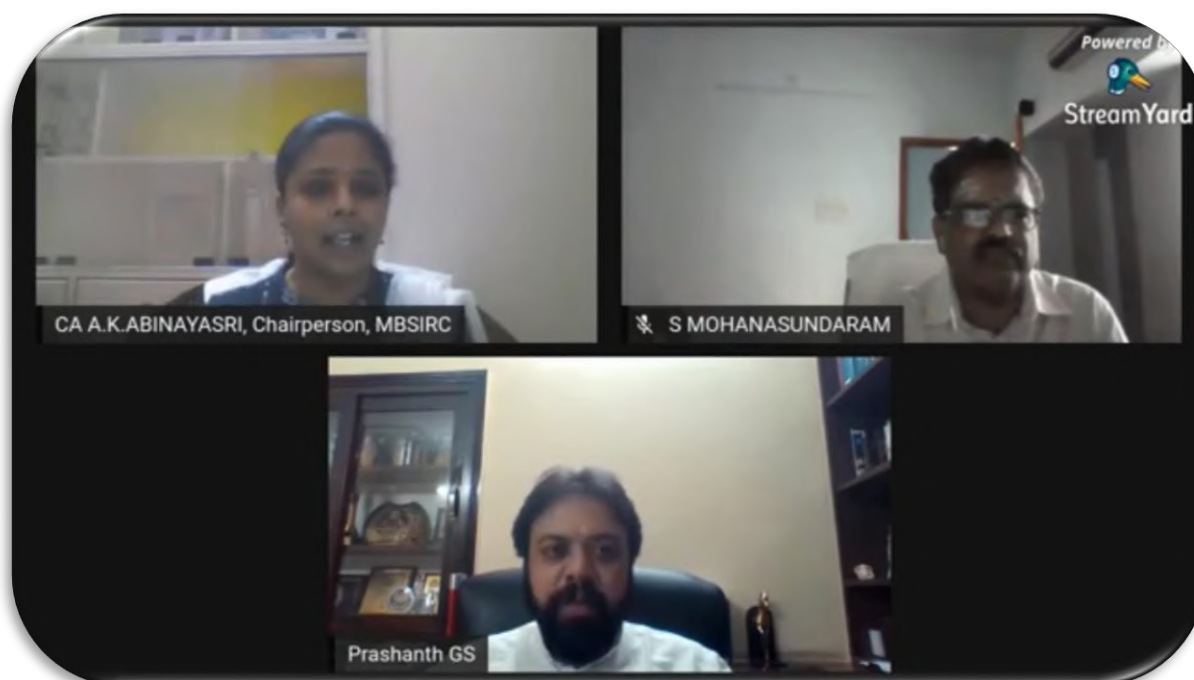 Powered by
StreamYard
CA A.K.ABINAYASRI, Chairperson, MBSIRC
S MOHANASUNDARAM
Prashanth GS